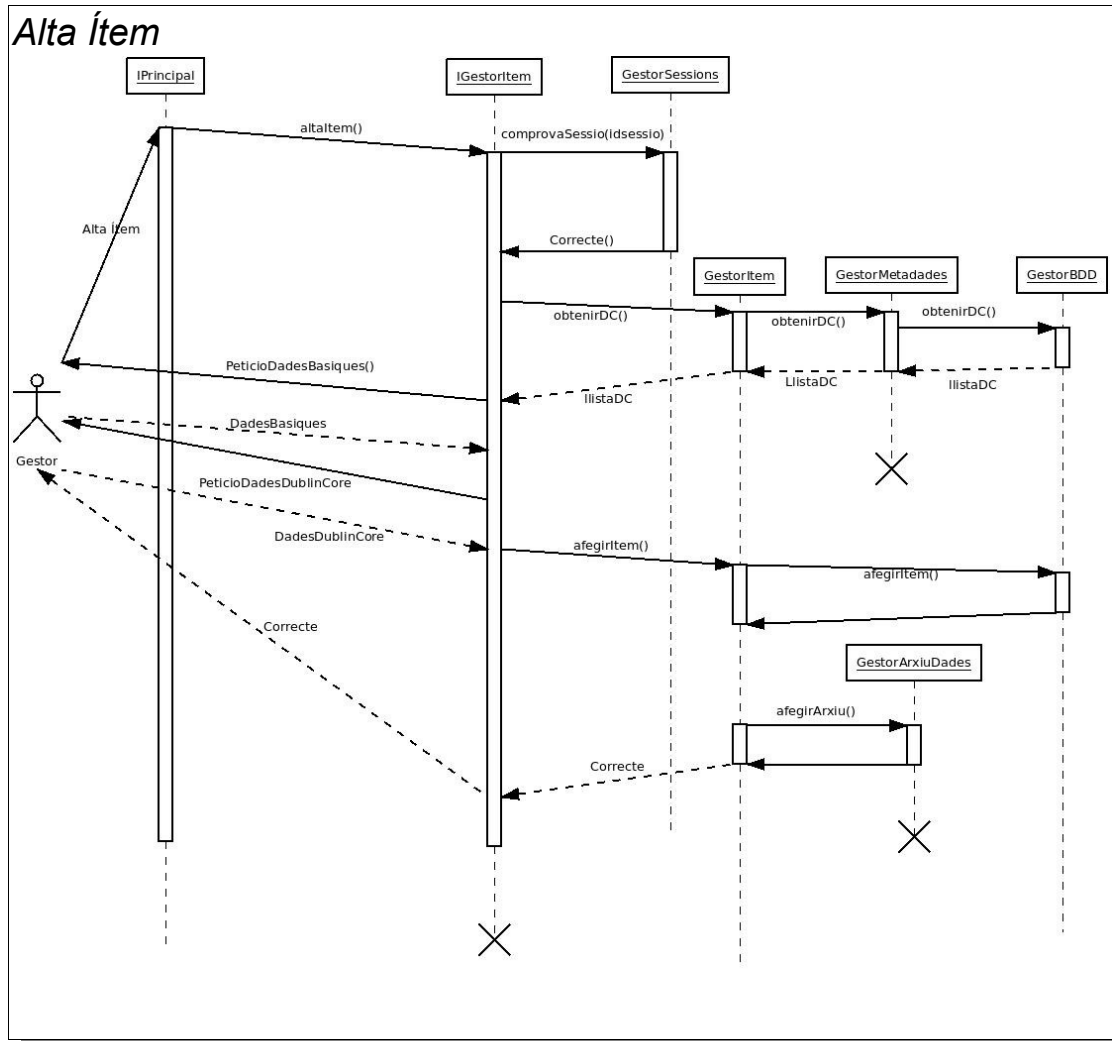 Alta Ítem
IPrincipal
IGestorItem
GestorSessions
altaItem()
comprovaSessio(idsessio)
Alta Ítem
Correcte()
GestorItem
GestorMetadades
GestorBDD
obtenirDC()
obtenirDC()
obtenirDC()
PeticioDadesBasiques()
LlistaDC
llistaDC
llistaDC
DadesBasiques
Gestor
PeticioDadesDublinCore
DadesDublinCore
afegirItem()
afegirItem()
Correcte
GestorArxiuDades
afegirArxiu()
Correcte